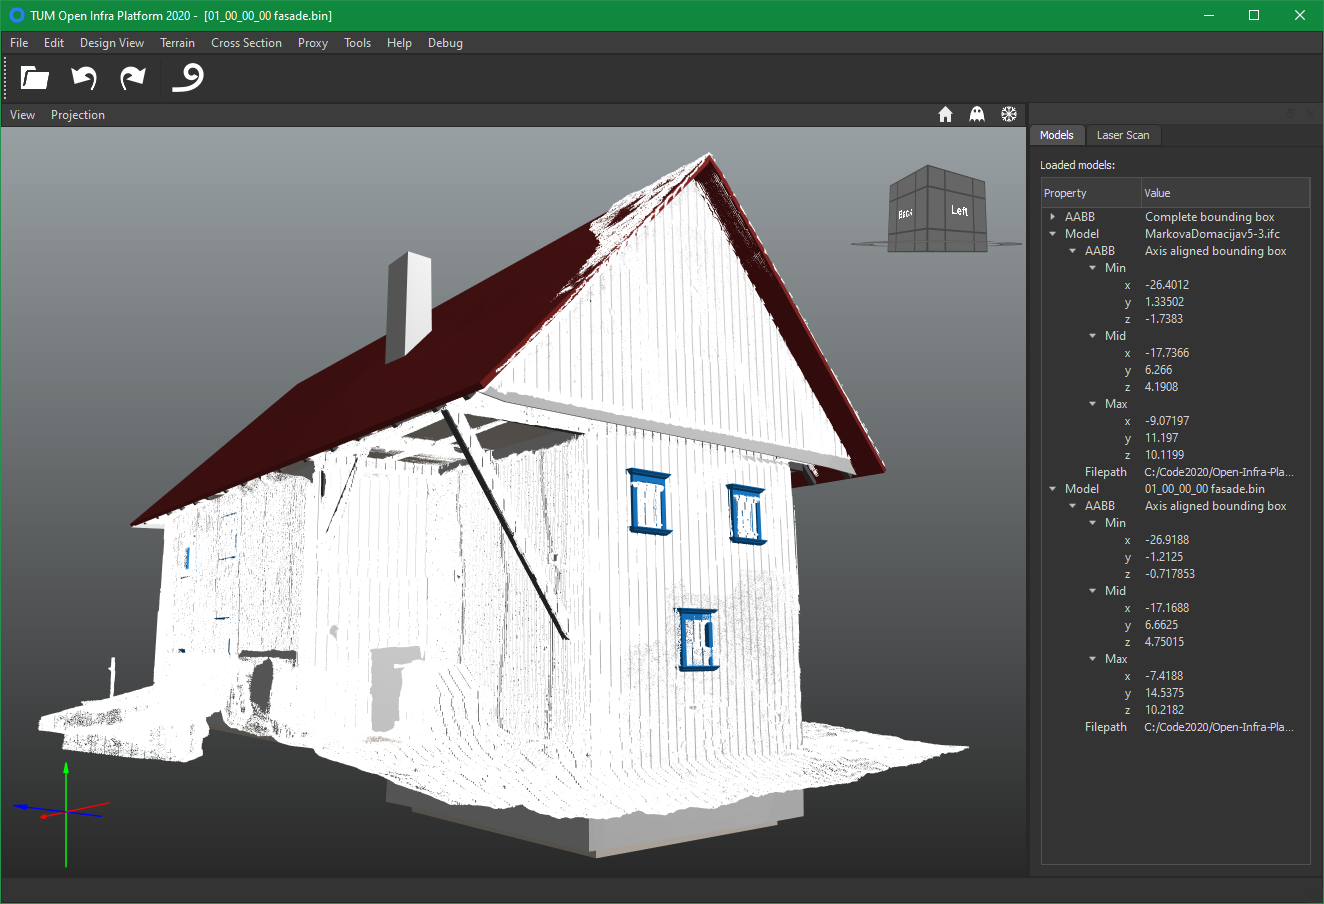 TUM Open Infra Platform 2020 - [01_00_00_00 fasade.bin]
File Edit Design View Terrain Cross Section Proxy Tools Help Debug
View Projection
Left
Models Laser Scan
Loaded models:
Property Value
AABB Complete bounding box
Model MarkovaDomacijav5-3.ifc
AABB Axis aligned bounding box
Min
x -26.4012
y 1.33502
z -1.7383
Mid
x -17.7366
y 6.266
z 4.1908
Max
x -9.07197
y 11.197
z 10.1199
Filepath C:/Code2020/Open-Infra-Pla...
Model 01_00_00_00 fasade.bin
AABB Axis aligned bounding box
Min
x -26.9188
y -1.2125
z -0.717853
Mid
x -17.1688
y 6.6625
z 4.75015
Max
x -7.4188
y 14.5375
z 10.2182
Filepath C:/Code2020/Open-Infra-Pla...